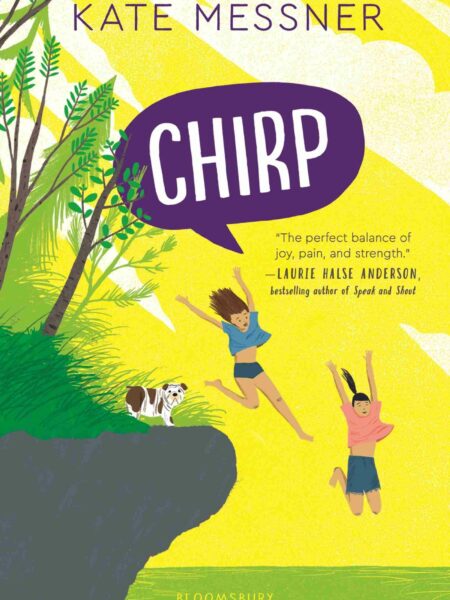 KATE MESSNER
CHIRP
"The perfect balance of
joy, pain, and strength."
—LAURIE HALSE ANDERSON,
bestselling author of Speak and Shout
BLOOMSBURY